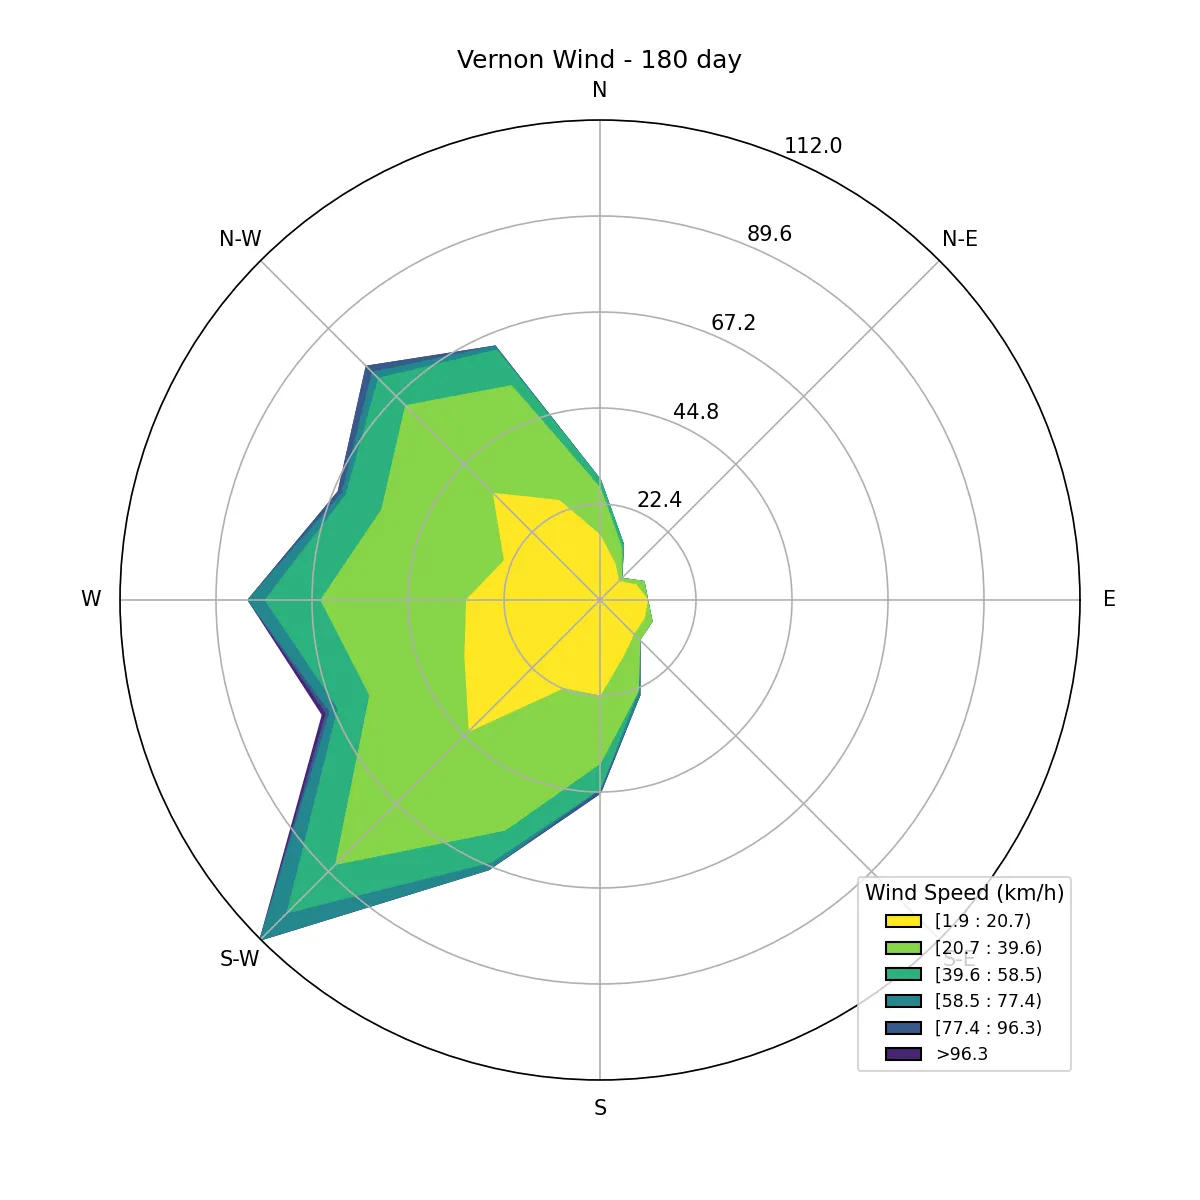 Vernon Wind - 180 day
N
112.0
N-W
89.6
N-E
67.2
44.8
22.4
W
E
S-W
S-E
S
Wind Speed (km/h)
[1.9 : 20.7)
[20.7 : 39.6)
[39.6 : 58.5)
[58.5 : 77.4)
[77.4 : 96.3)
>96.3